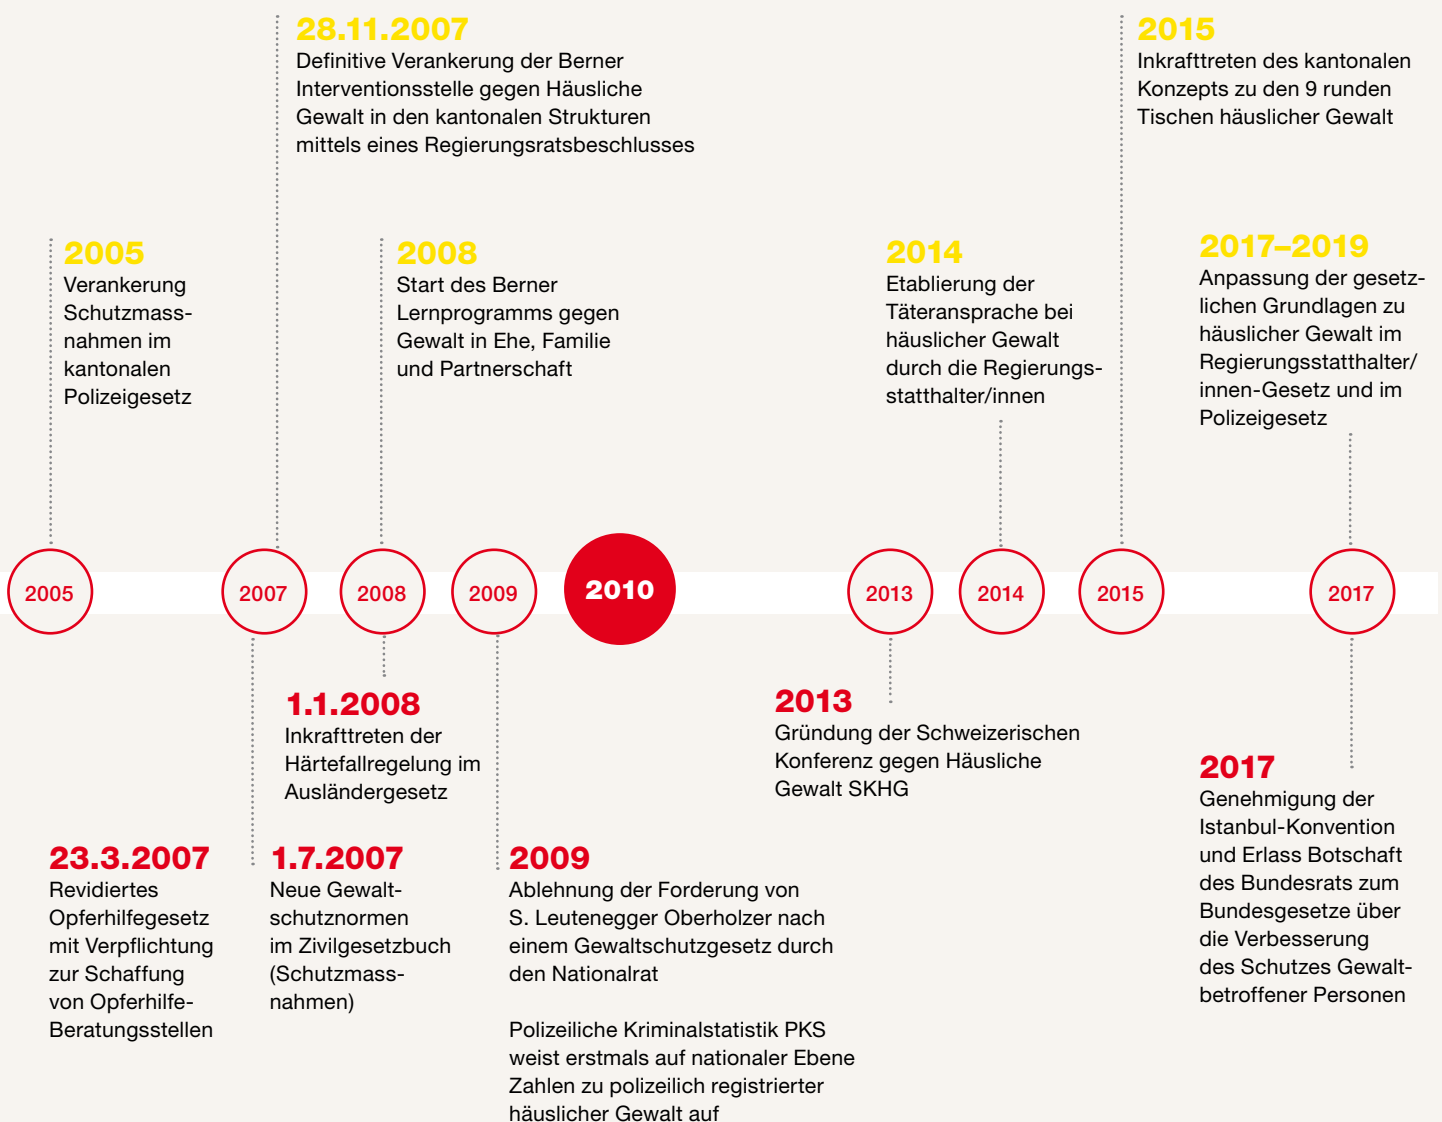 28.11.2007
Definitive Verankerung der Berner
Interventionsstelle gegen Häusliche
Gewalt in den kantonalen Strukturen
mittels eines Regierungsratsbeschlusses
2015
Inkrafttreten des kantonalen
Konzepts zu den 9 runden
Tischen häuslicher Gewalt
2005
Verankerung
Schutzmass-
nahmen im
kantonalen
Polizeigesetz
2008
Start des Berner
Lernprogramms gegen
Gewalt in Ehe, Familie
und Partnerschaft
2014
Etablierung der
Täteransprache bei
häuslicher Gewalt
durch die Regierungs-
statthalter/innen
2017–2019
Anpassung der gesetz-
lichen Grundlagen zu
häuslicher Gewalt im
Regierungsstatthalter/
innen-Gesetz und im
Polizeigesetz
2005
2007
2008
2009
2010
2013
2014
2015
2017
1.1.2008
Inkrafttreten der
Härtefallregelung im
Ausländergesetz
2013
Gründung der Schweizerischen
Konferenz gegen Häusliche
Gewalt SKHG
23.3.2007
Revidiertes
Opferhilfegesetz
mit Verpflichtung
zur Schaffung
von Opferhilfe-
Beratungsstellen
1.7.2007
Neue Gewalt-
schutznormen
im Zivilgesetzbuch
(Schutzmass-
nahmen)
2009
Ablehnung der Forderung von
S. Leutenegger Oberholzer nach
einem Gewaltschutzgesetz durch
den Nationalrat
Polizeiliche Kriminalstatistik PKS
weist erstmals auf nationaler Ebene
Zahlen zu polizeilich registrierter
häuslicher Gewalt auf
2017
Genehmigung der
Istanbul-Konvention
und Erlass Botschaft
des Bundesrats zum
Bundesgesetze über
die Verbesserung
des Schutzes Gewalt-
betroffener Personen